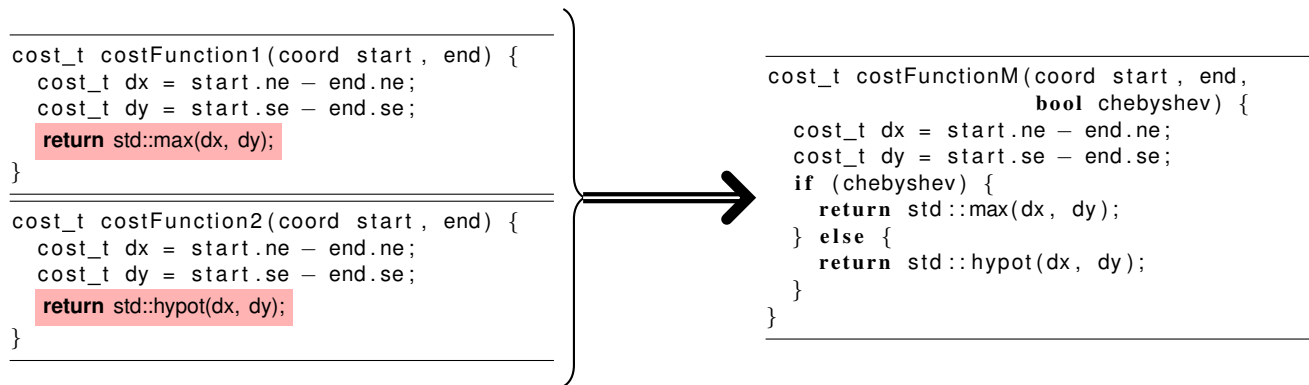 cost_t costFunction1(coord start, end) {
cost_t dx = start.ne − end.ne;
cost_t dy = start.se − end.se;
return std::max(dx, dy);
}
cost_t costFunction2(coord start, end) {
cost_t dx = start.ne − end.ne;
cost_t dy = start.se − end.se;
return std::hypot(dx, dy);
}
cost_t costFunctionM(coord start, end,
bool chebyshev) {
cost_t dx = start.ne − end.ne;
cost_t dy = start.se − end.se;
if (chebyshev) {
return std::max(dx, dy);
} else {
return std::hypot(dx, dy);
}
}